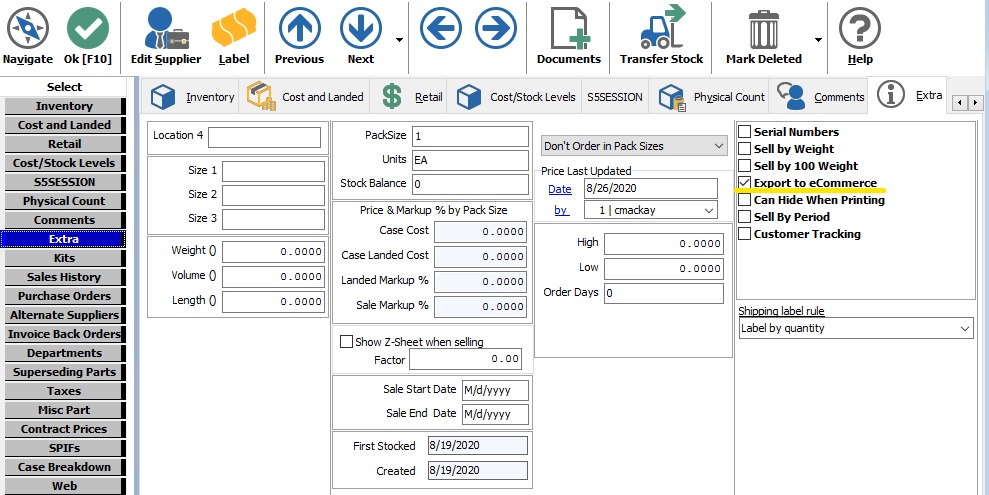 Navigate
Ok [F10]
Edit Supplier
Label
Previous
Next
Documents
Transfer Stock
Mark Deleted
Help
Select
Inventory
Cost and Landed
Retail
Cost/Stock Levels
S5SESSION
Physical Count
Comments
Extra
Kits
Sales History
Purchase Orders
Alternate Suppliers
Invoice Back Orders
Departments
Superseding Parts
Taxes
Misc Part
Contract Prices
SPIFs
Case Breakdown
Web
Inventory
Cost and Landed
Retail
Cost/Stock Levels
S5SESSION
Physical Count
Comments
Extra
Location 4
Size 1
Size 2
Size 3
Weight () 0.0000
Volume () 0.0000
Length () 0.0000
PackSize 1
Units EA
Stock Balance 0
Price & Markup % by Pack Size
Case Cost 0.0000
Case Landed Cost 0.0000
Landed Markup % 0.0000
Sale Markup % 0.0000
Show Z-Sheet when selling
Factor 0.00
Sale Start Date M/d/yyyy
Sale End Date M/d/yyyy
First Stocked 8/19/2020
Created 8/19/2020
Don't Order in Pack Sizes
Price Last Updated
Date 8/26/2020
by 1 | cmackay
High 0.0000
Low 0.0000
Order Days 0
Serial Numbers
Sell by Weight
Sell by 100 Weight
Export to eCommerce
Can Hide When Printing
Sell By Period
Customer Tracking
Shipping label rule
Label by quantity